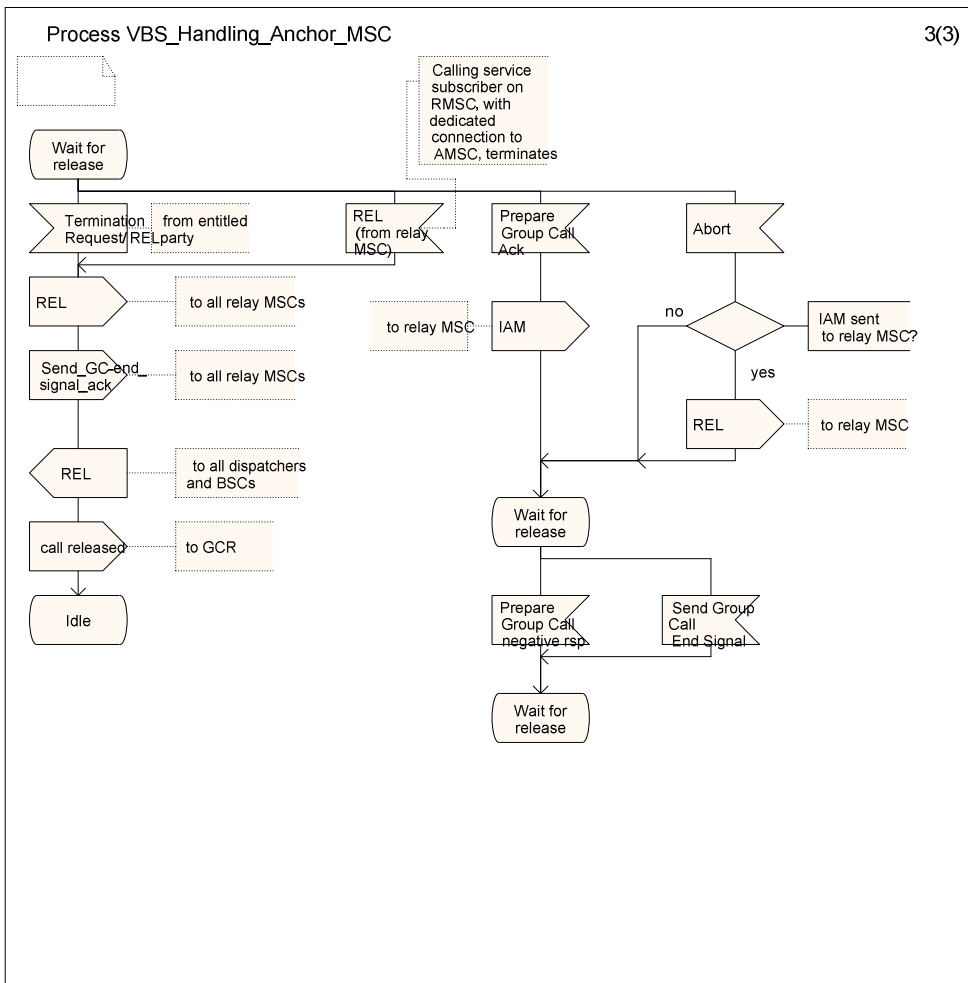 Process VBS_Handling_Anchor_MSC
3(3)
Calling service
subscriber on
RMSC, with
dedicated
connection to
AMSC, terminates
Wait for
release
Termination
Request/ REL
from entitled
party
REL
(from relay
MSC)
Prepare
Group Call
Ack
Abort
REL
to all relay MSCs
to relay MSC
IAM
no
IAM sent
to relay MSC?
yes
Send_GC-end_
signal_ack
to all relay MSCs
REL
to relay MSC
REL
to all dispatchers
and BSCs
Wait for
release
call released
to GCR
Idle
Prepare
Group Call
negative rsp
Send Group
Call
End Signal
Wait for
release